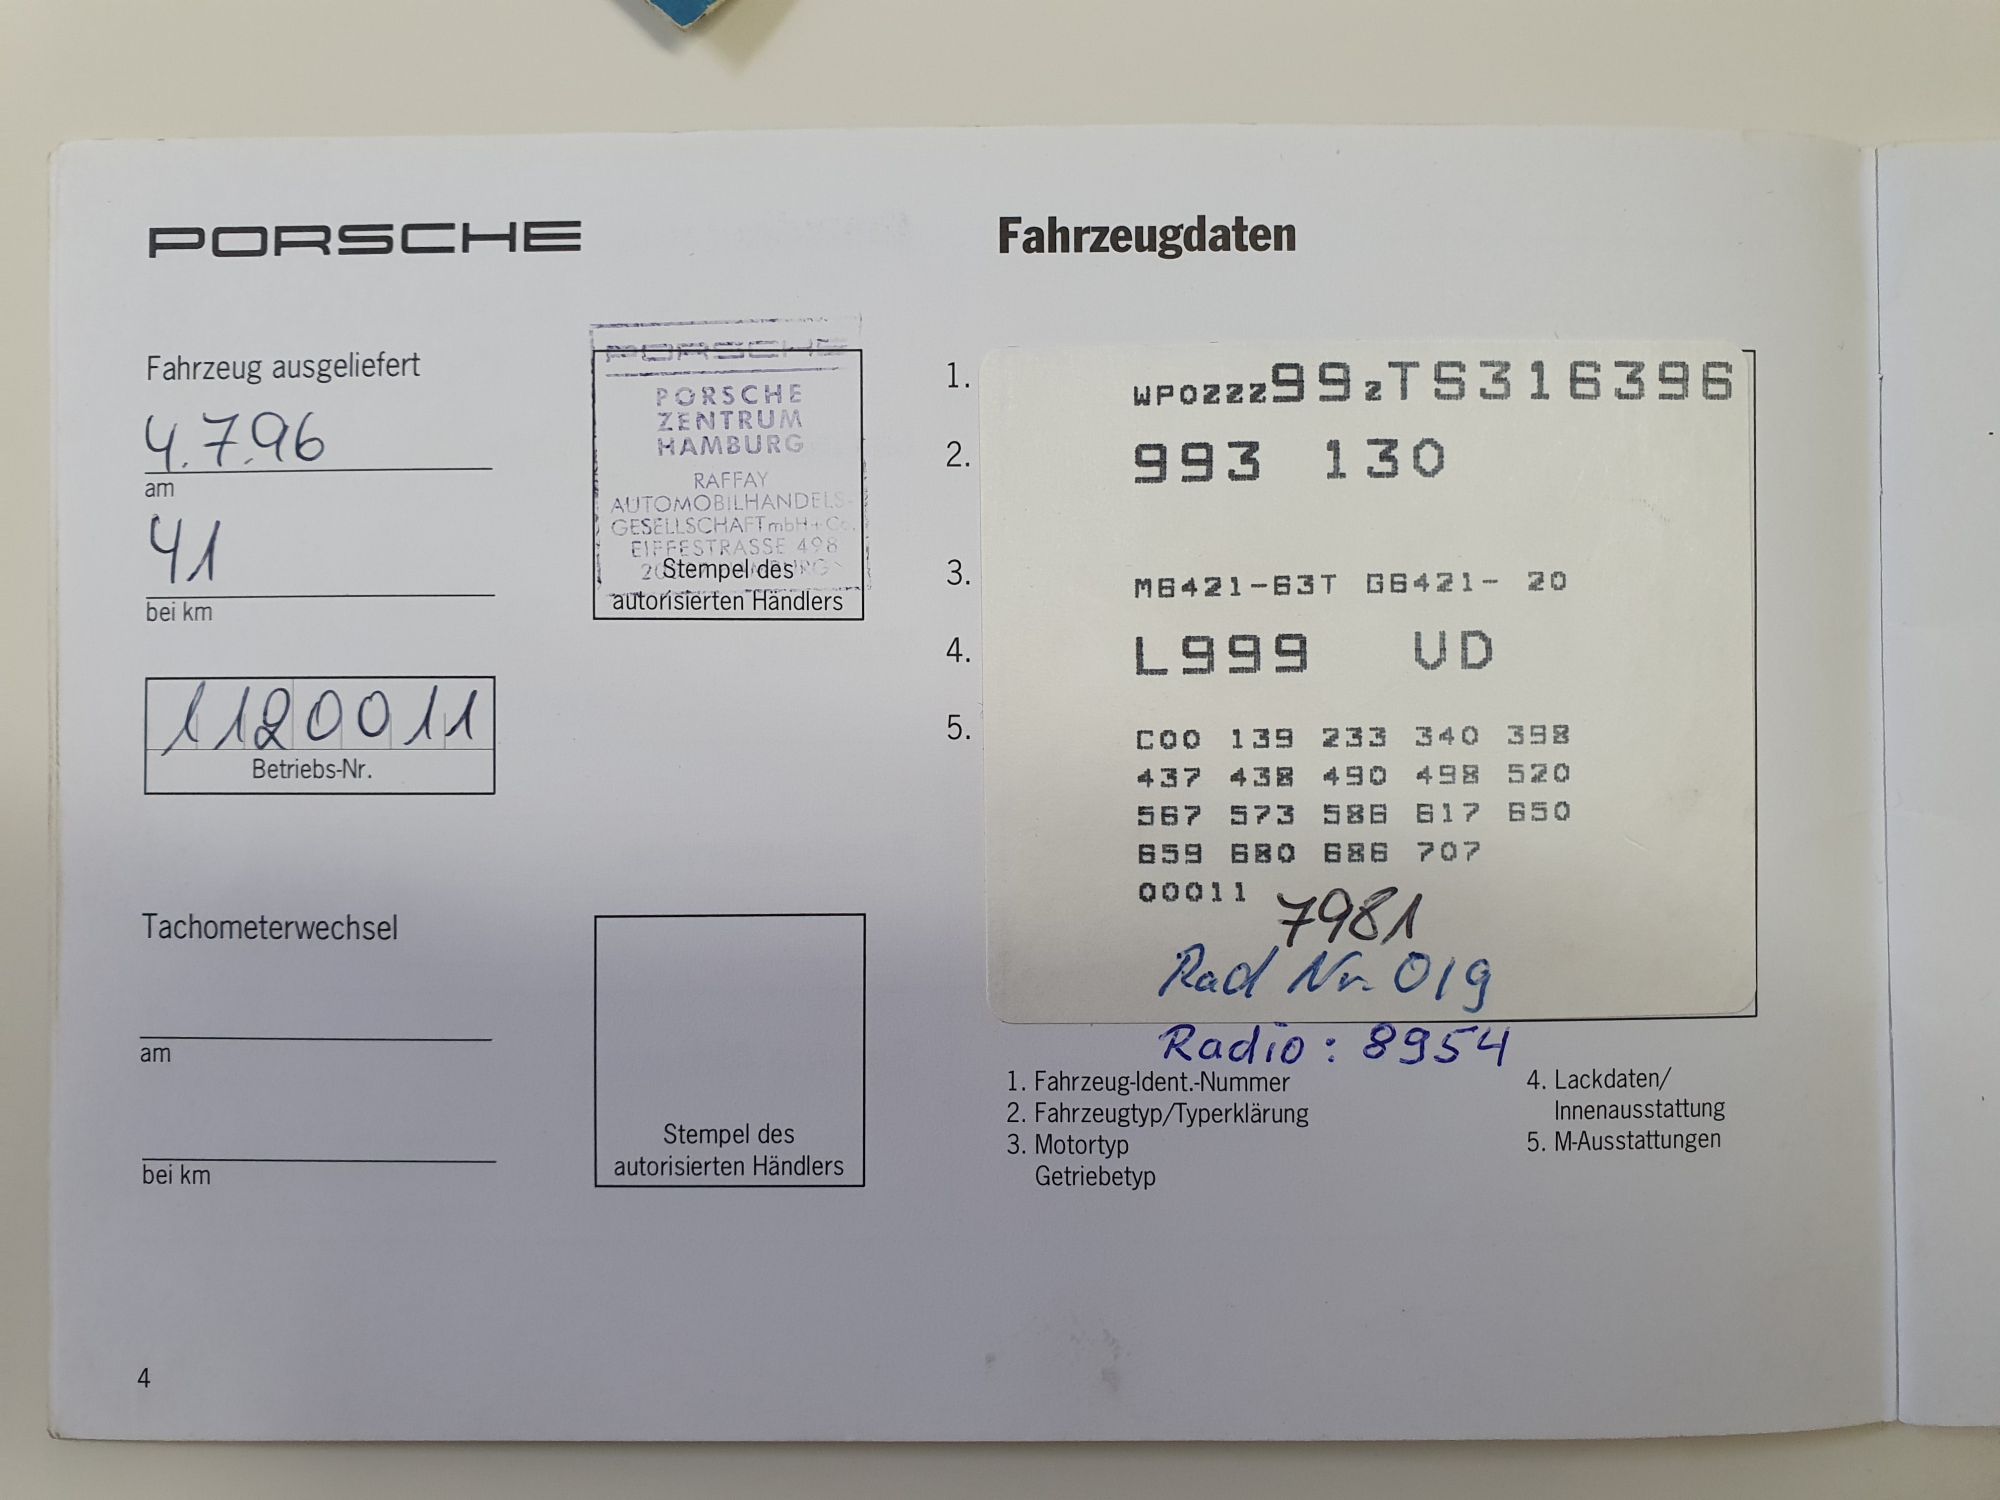 PORSCHE
Fahrzeug ausgeliefert
4.7.96
am
41
bei km
1120011
Betriebs-Nr.
PORSCHE
PORSCHE
ZENTRUM
HAMBURG
RAFFAY
AUTOMOBILHANDELS-
GESELLSCHAFT mbH + Co.
EIFFESTRASSE 498
Stempel des
autorisierten Händlers
Tachometerwechsel
am
bei km
Stempel des
autorisierten Händlers
Fahrzeugdaten
1. WP0ZZZ99ZTS316396
2. 993 130
3. M6421-63T G6421- 20
4. L999 UD
5. C00 139 233 340 398
437 438 490 498 520
567 573 586 617 650
659 680 686 707
00011 7981
Rad Nr. 019
Radio: 8954
1. Fahrzeug-Ident.-Nummer
2. Fahrzeugtyp/Typerklärung
3. Motortyp
Getriebetyp
4. Lackdaten/
Innenausstattung
5. M-Ausstattungen
4